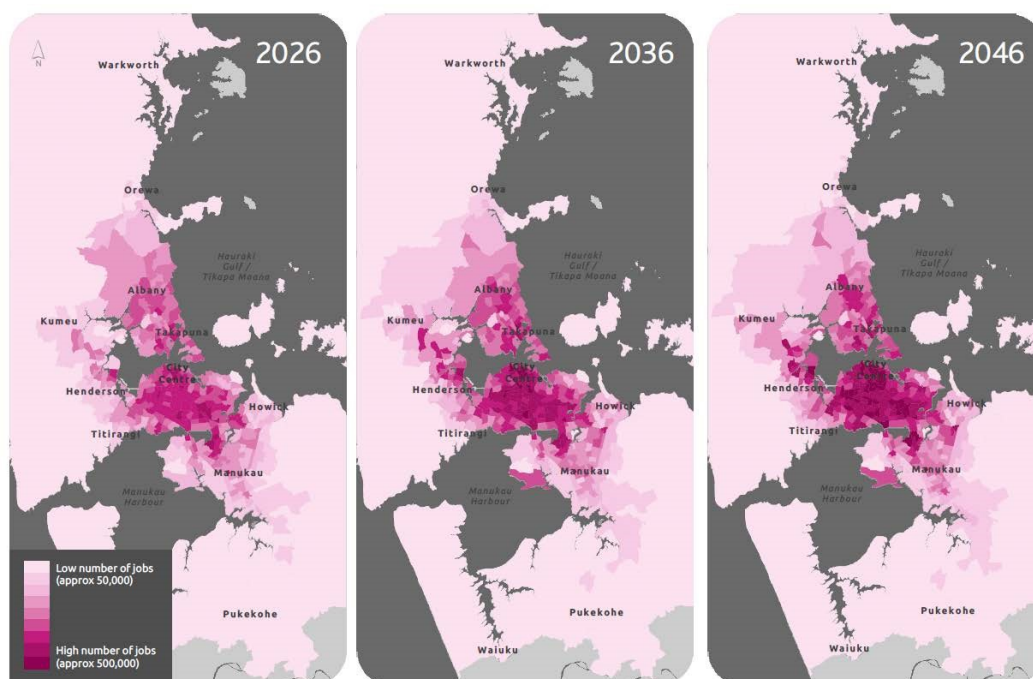 2026
N
Warkworth
Orewa
Hauraki
Gulf /
Tikapa Moana
Albany
Kumeu
Takapuna
City
Centre
Henderson
Howick
Titirangi
Manukau
Manukau
Harbour
Low number of jobs
(approx 50,000)
High number of jobs
(approx 500,000)
Pukekohe
2036
Warkworth
Orewa
Hauraki
Gulf /
Tikapa Moana
Albany
Kumeu
Takapuna
City
Centre
Henderson
Howick
Titirangi
Manukau
Manukau
Harbour
Pukekohe
Waiuku
2046
Warkworth
Orewa
Hauraki
Gulf /
Tikapa Moana
Albany
Kumeu
Takapuna
City
Centre
Henderson
Howick
Titirangi
Manukau
Manukau
Harbour
Pukekohe
Waiuku